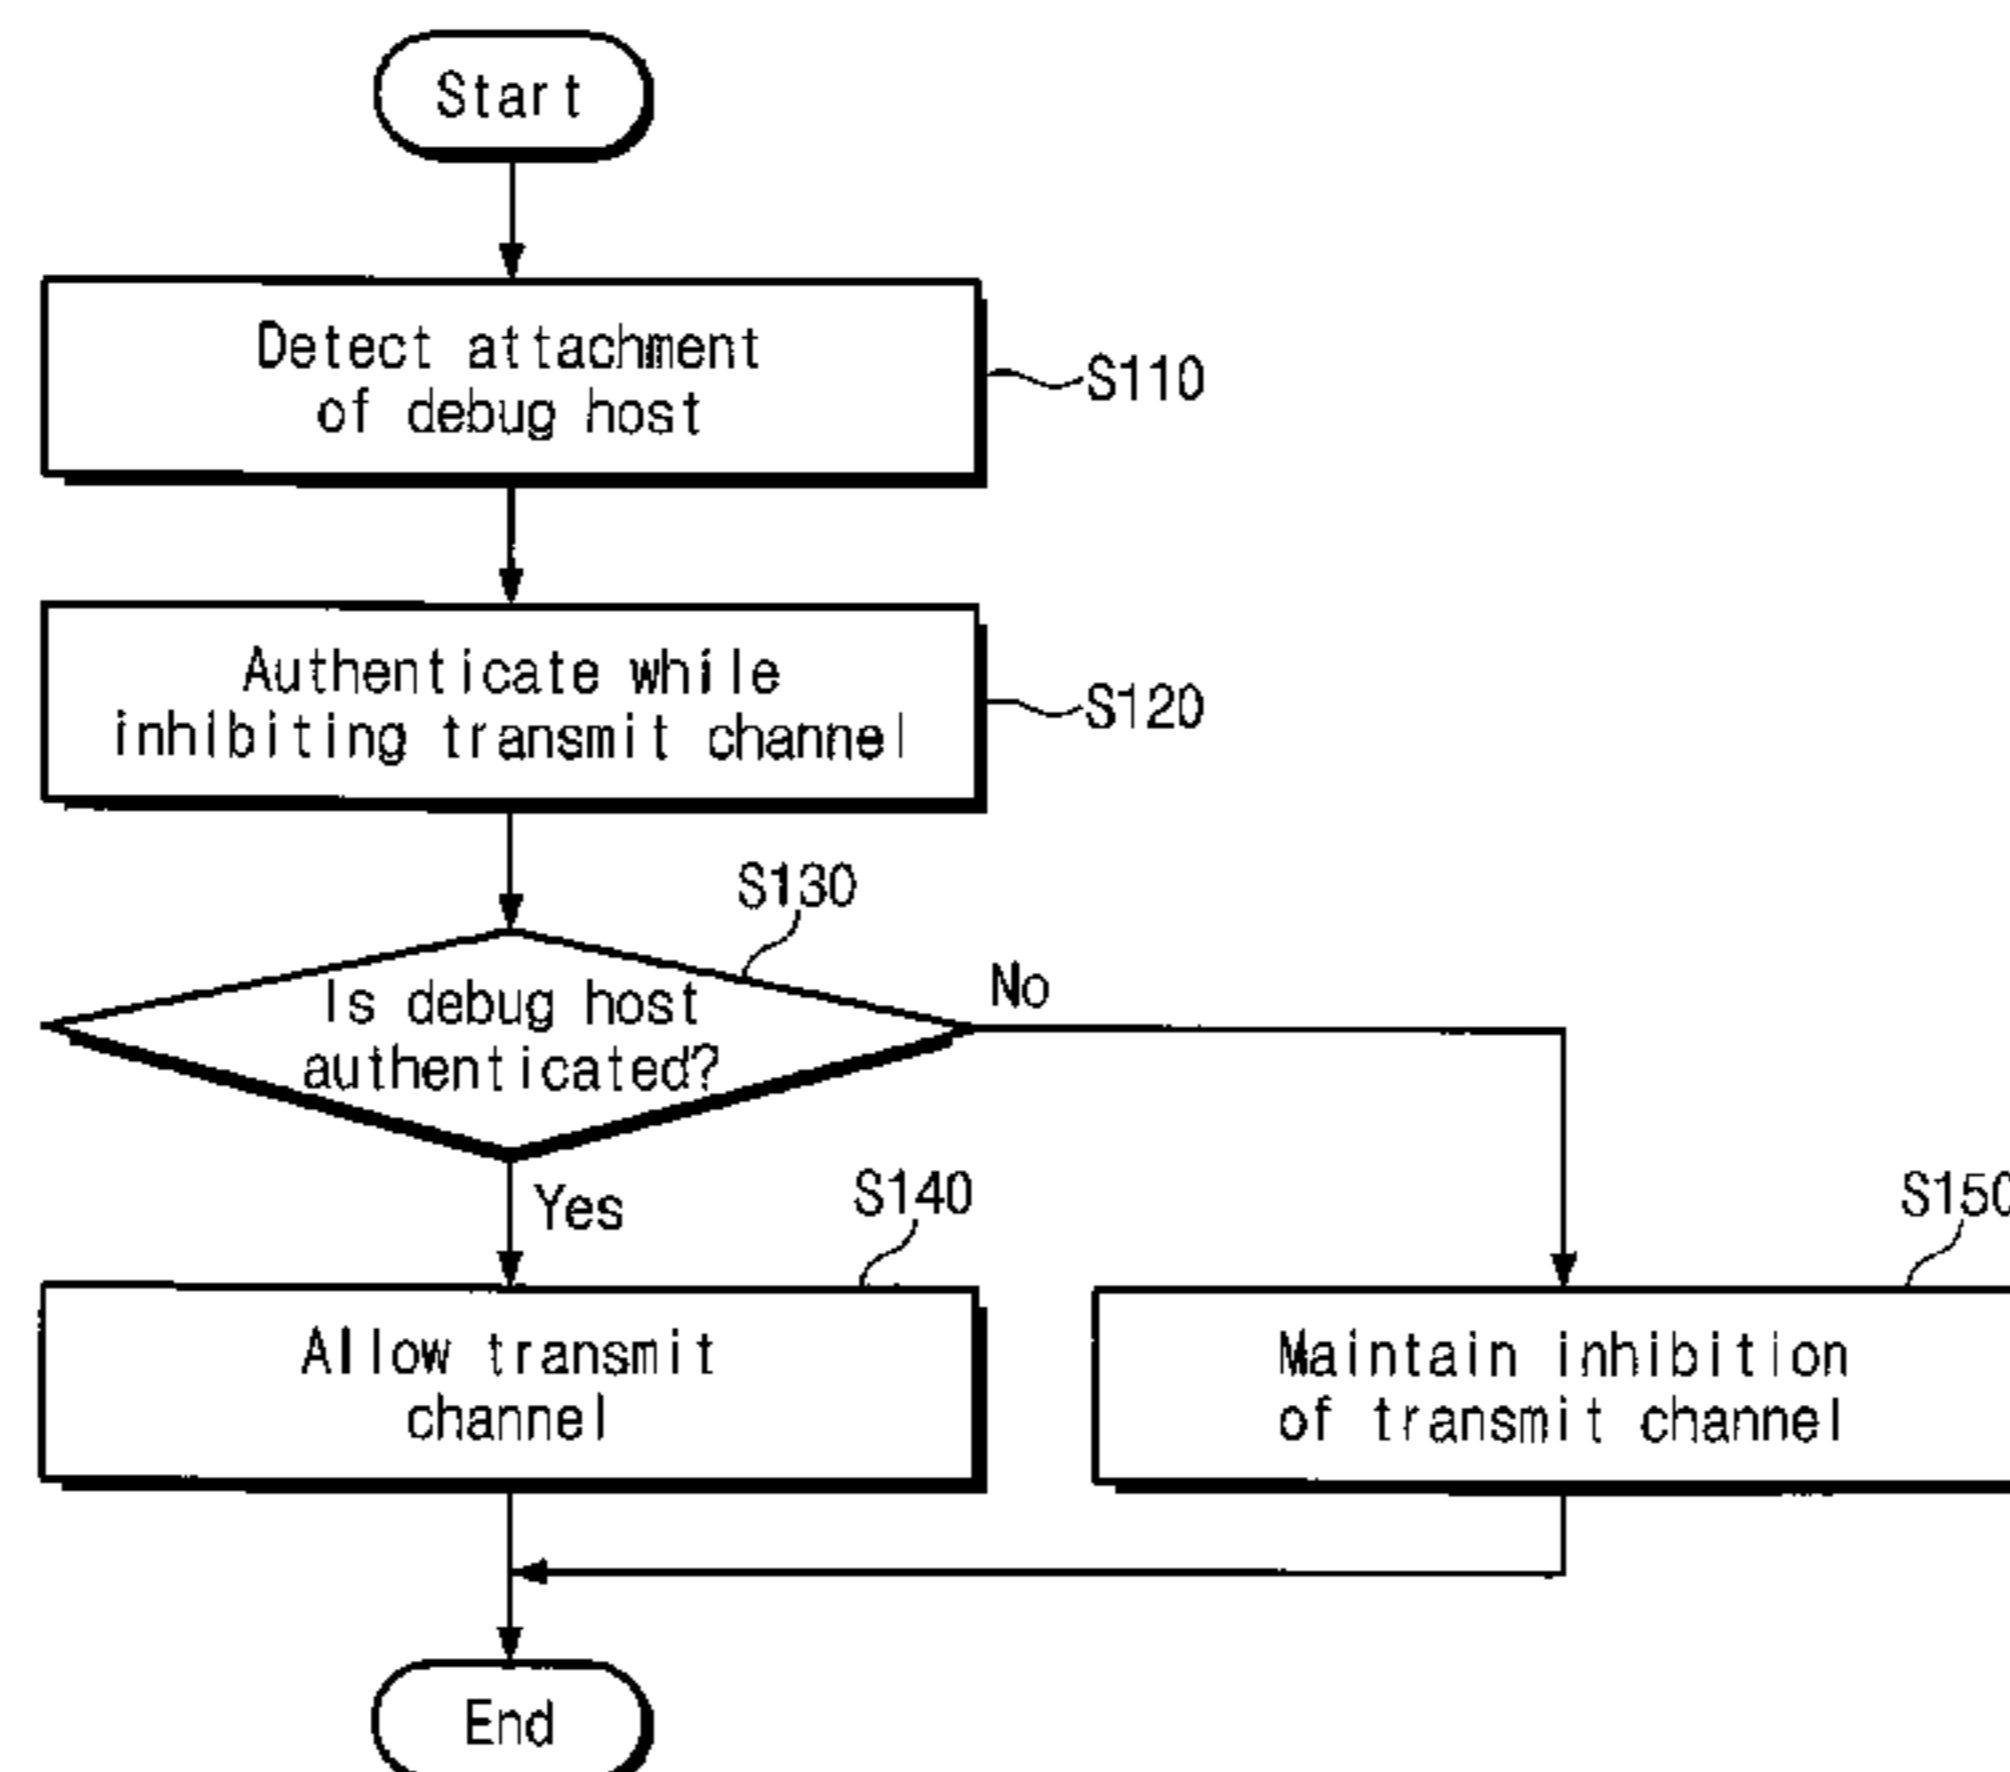 Start
Detect attachment
of debug host
S110
Authenticate while
inhibiting transmit channel
S120
S130
Is debug host
authenticated?
No
Yes
S140
S150
Allow transmit
channel
Maintain inhibition
of transmit channel
End